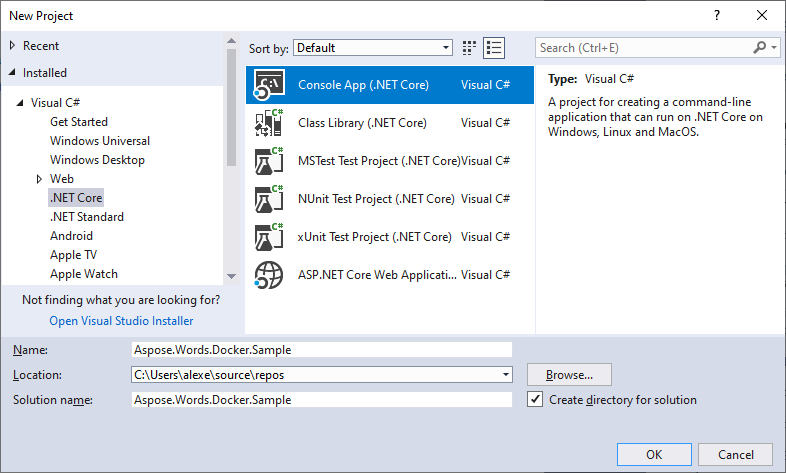 New Project
Recent
Installed
Visual C#
Get Started
Windows Universal
Windows Desktop
Web
.NET Core
.NET Standard
Android
Apple TV
Apple Watch
Not finding what you are looking for?
Open Visual Studio Installer
Sort by: Default
Console App (.NET Core) Visual C#
Class Library (.NET Core) Visual C#
MSTest Test Project (.NET Core) Visual C#
NUnit Test Project (.NET Core) Visual C#
xUnit Test Project (.NET Core) Visual C#
ASP.NET Core Web Applicati... Visual C#
Search (Ctrl+E)
Type: Visual C#
A project for creating a command-line
application that can run on .NET Core on
Windows, Linux and MacOS.
Name: Aspose.Words.Docker.Sample
Location: C:\Users\alexe\source\repos
Browse...
Solution name: Aspose.Words.Docker.Sample
Create directory for solution
OK Cancel